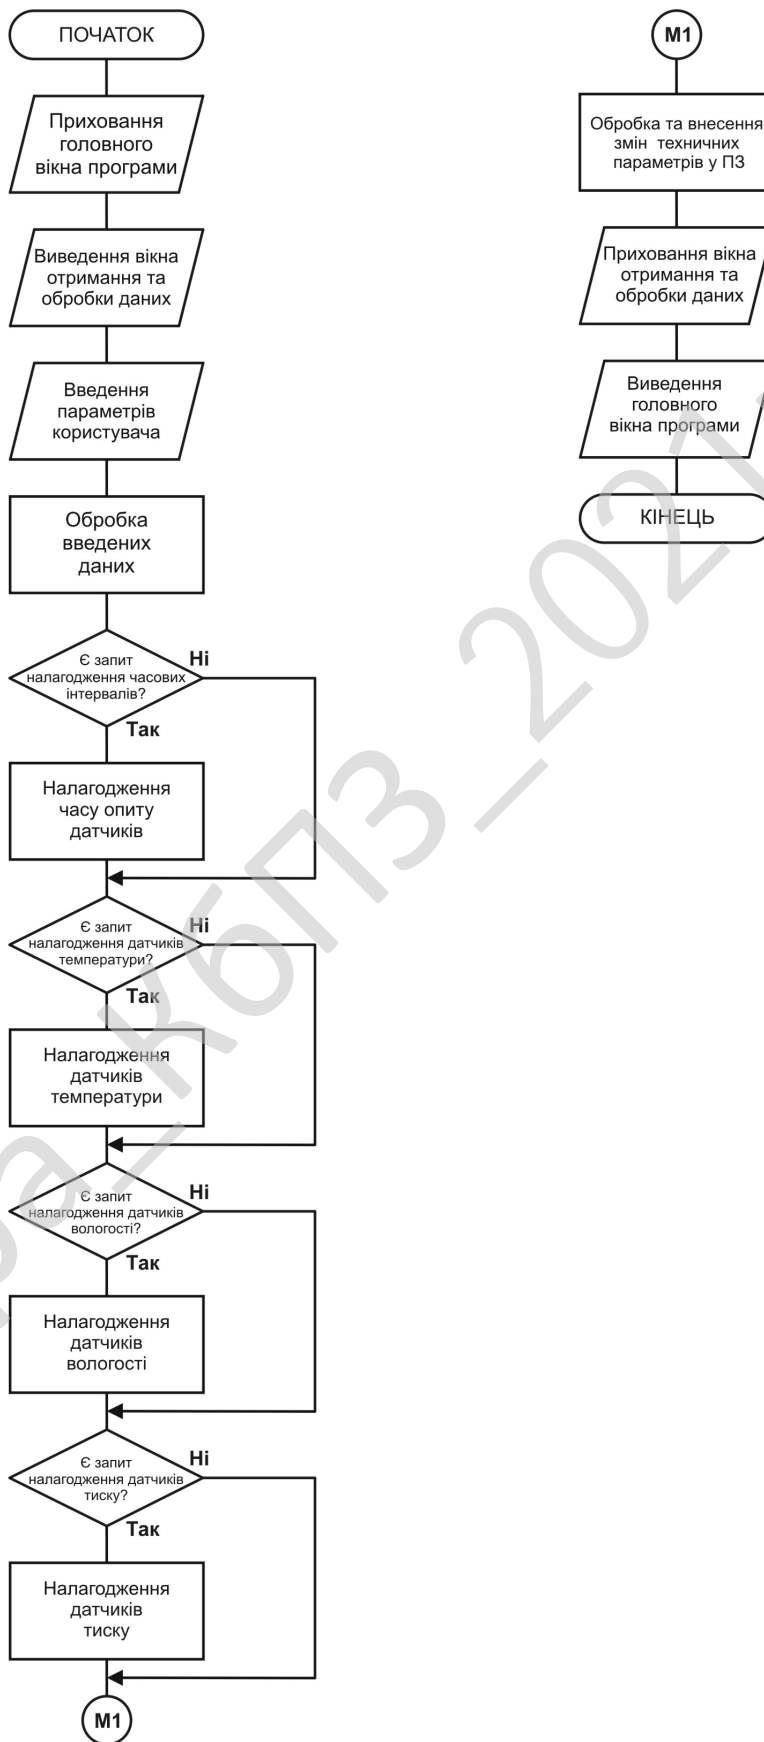 ПОЧАТОК
Приховання
головного
вікна програми
Виведення вікна
отримання та
обробки даних
Введення
параметрів
користувача
Обробка
введених
даних
Є запит
налагодження часових
інтервалів?
Ні
Так
Налагодження
часу опиту
датчиків
Є запит
налагодження датчиків
температури?
Ні
Так
Налагодження
датчиків
температури
Є запит
налагодження датчиків
вологості?
Ні
Так
Налагодження
датчиків
вологості
Є запит
налагодження датчиків
тиску?
Ні
Так
Налагодження
датчиків
тиску
М1
М1
Обробка та внесення
змін техничних
параметрів у ПЗ
Приховання вікна
отримання та
обробки даних
Виведення
головного
вікна програми
КІНЕЦЬ
КбПЗ_2021